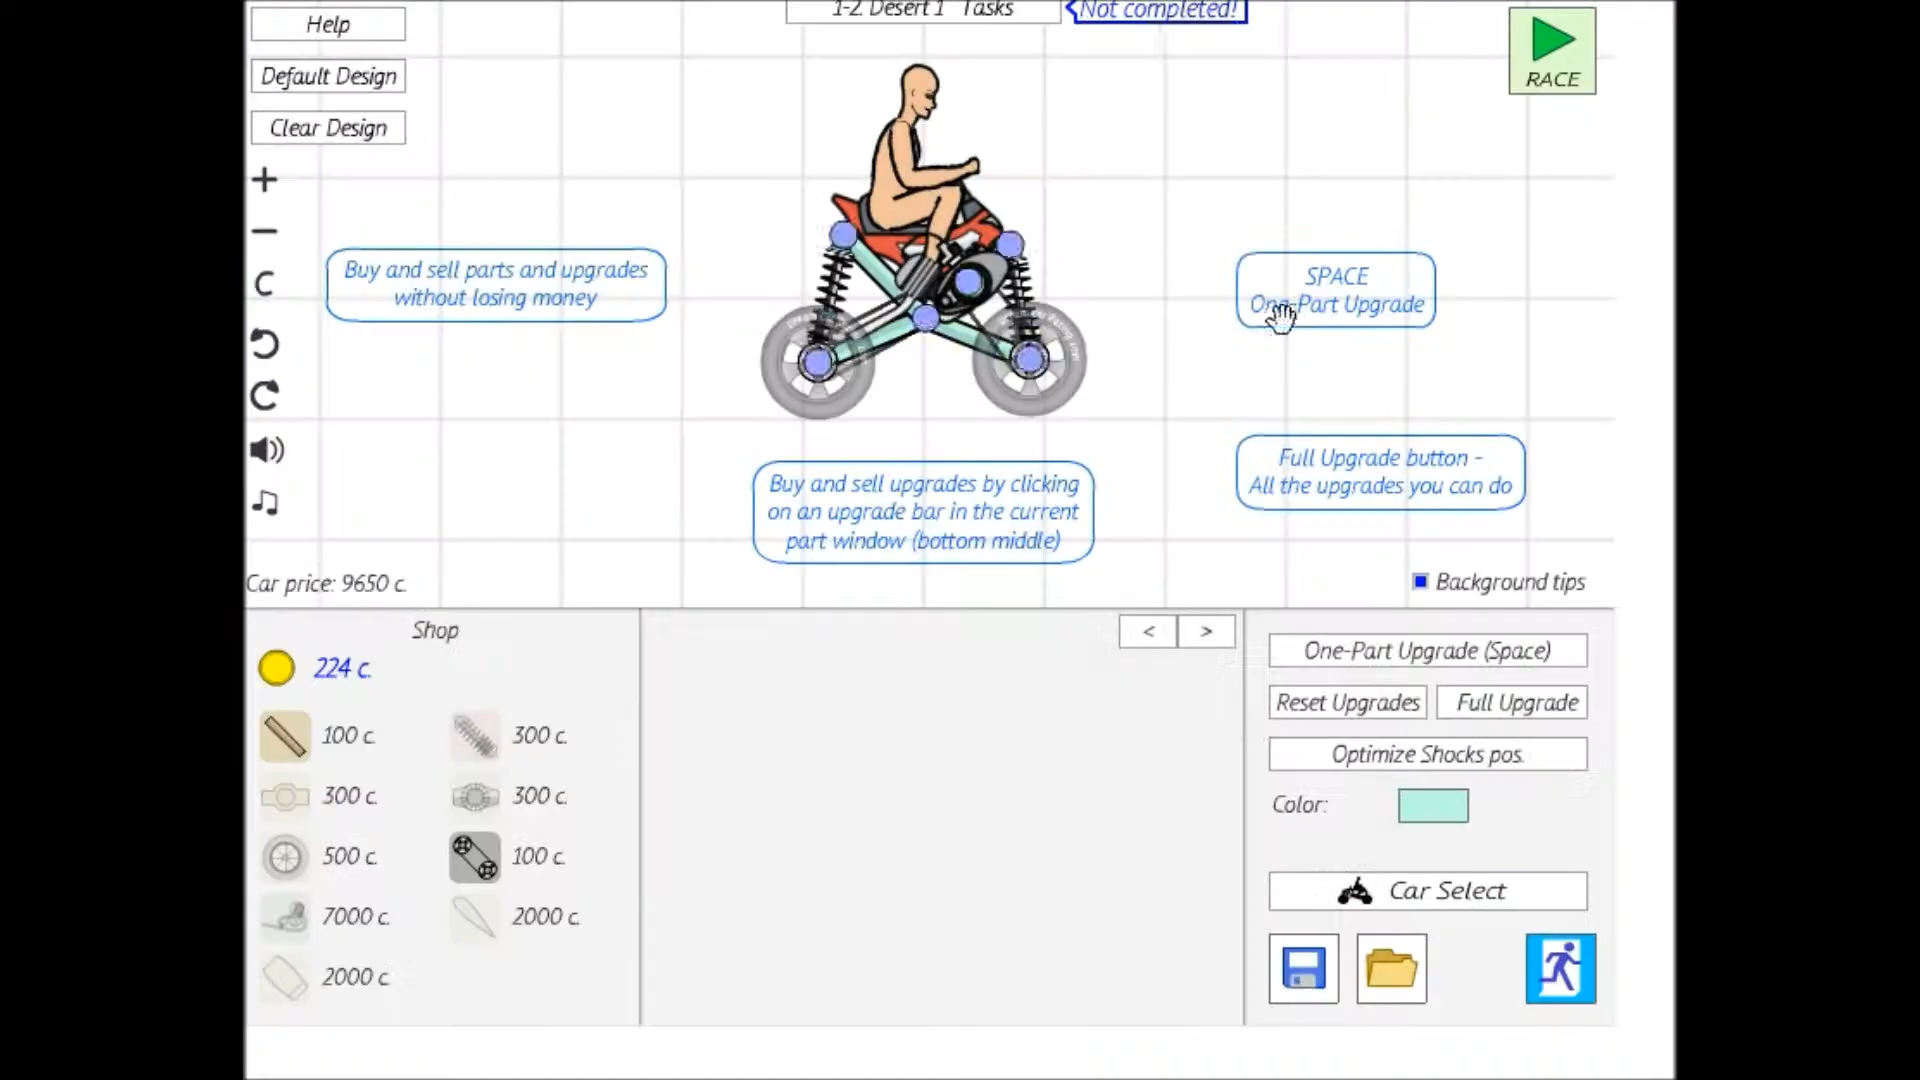 Help
1-2. Desert 1 Tasks
Not completed!
RACE
Default Design
Clear Design
Buy and sell parts and upgrades
without losing money
SPACE
One-Part Upgrade
Full Upgrade button -
All the upgrades you can do
Buy and sell upgrades by clicking
on an upgrade bar in the current
part window (bottom middle)
Car price: 9650 c.
Background tips
Shop
224 c.
100 c.
300 c.
300 c.
300 c.
500 c.
100 c.
7000 c.
2000 c.
2000 c.
< >
One-Part Upgrade (Space)
Reset Upgrades
Full Upgrade
Optimize Shocks pos.
Color:
Car Select